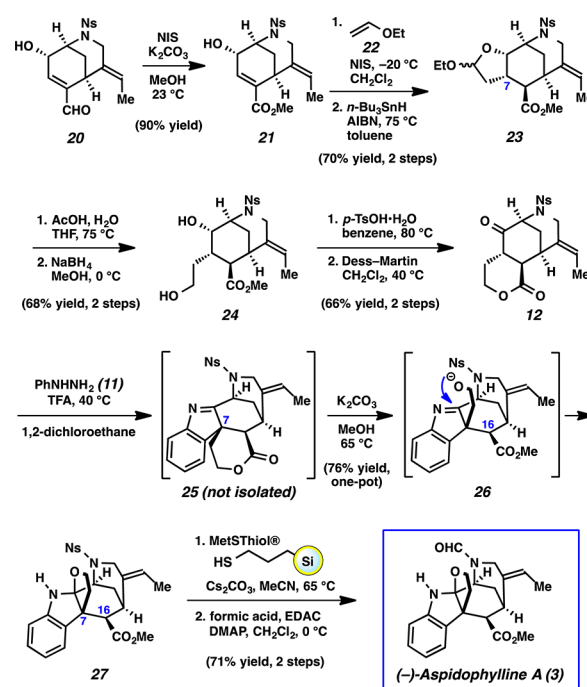 Ns
H
N
HO
H
Me
CHO
20
NIS
K2CO3
MeOH
23 °C
(90% yield)
Ns
H
N
HO
H
Me
CO2Me
21
1.
OEt
22
NIS, –20 °C
CH2Cl2
2. n-Bu3SnH
AIBN, 75 °C
toluene
(70% yield, 2 steps)
Ns
H
N
O
EtO
7
H
CO2Me
23
1. AcOH, H2O
THF, 75 °C
2. NaBH4
MeOH, 0 °C
(68% yield, 2 steps)
Ns
H
N
HO
H
Me
CO2Me
HO
24
1. p-TsOH•H2O
benzene, 80 °C
2. Dess–Martin
CH2Cl2, 40 °C
(66% yield, 2 steps)
Ns
H
N
O
H
Me
O
O
12
PhNHNH2 (11)
TFA, 40 °C
1,2-dichloroethane
Ns
N
H
N
Me
7
H
O
O
25 (not isolated)
K2CO3
MeOH
65 °C
(76% yield,
one-pot)
Ns
N
⊖
O
H
N
Me
16
H
CO2Me
26
Ns
N
O
H
H
N
Me
16
7
H
CO2Me
27
1. MetSThiol®
HS
Si
Cs2CO3, MeCN, 65 °C
2. formic acid, EDAC
DMAP, CH2Cl2, 0 °C
(71% yield, 2 steps)
OHC
N
O
H
H
N
Me
H
CO2Me
(–)-Aspidophylline A (3)